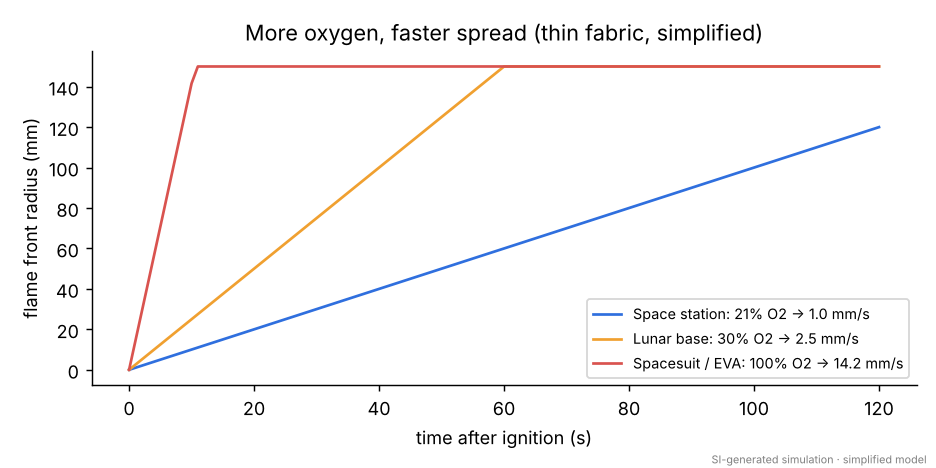 More oxygen, faster spread (thin fabric, simplified)
flame front radius (mm)
140
120
100
80
60
40
20
0
0 20 40 60 80 100 120
time after ignition (s)
Space station: 21% O2 → 1.0 mm/s
Lunar base: 30% O2 → 2.5 mm/s
Spacesuit / EVA: 100% O2 → 14.2 mm/s
SI-generated simulation · simplified model